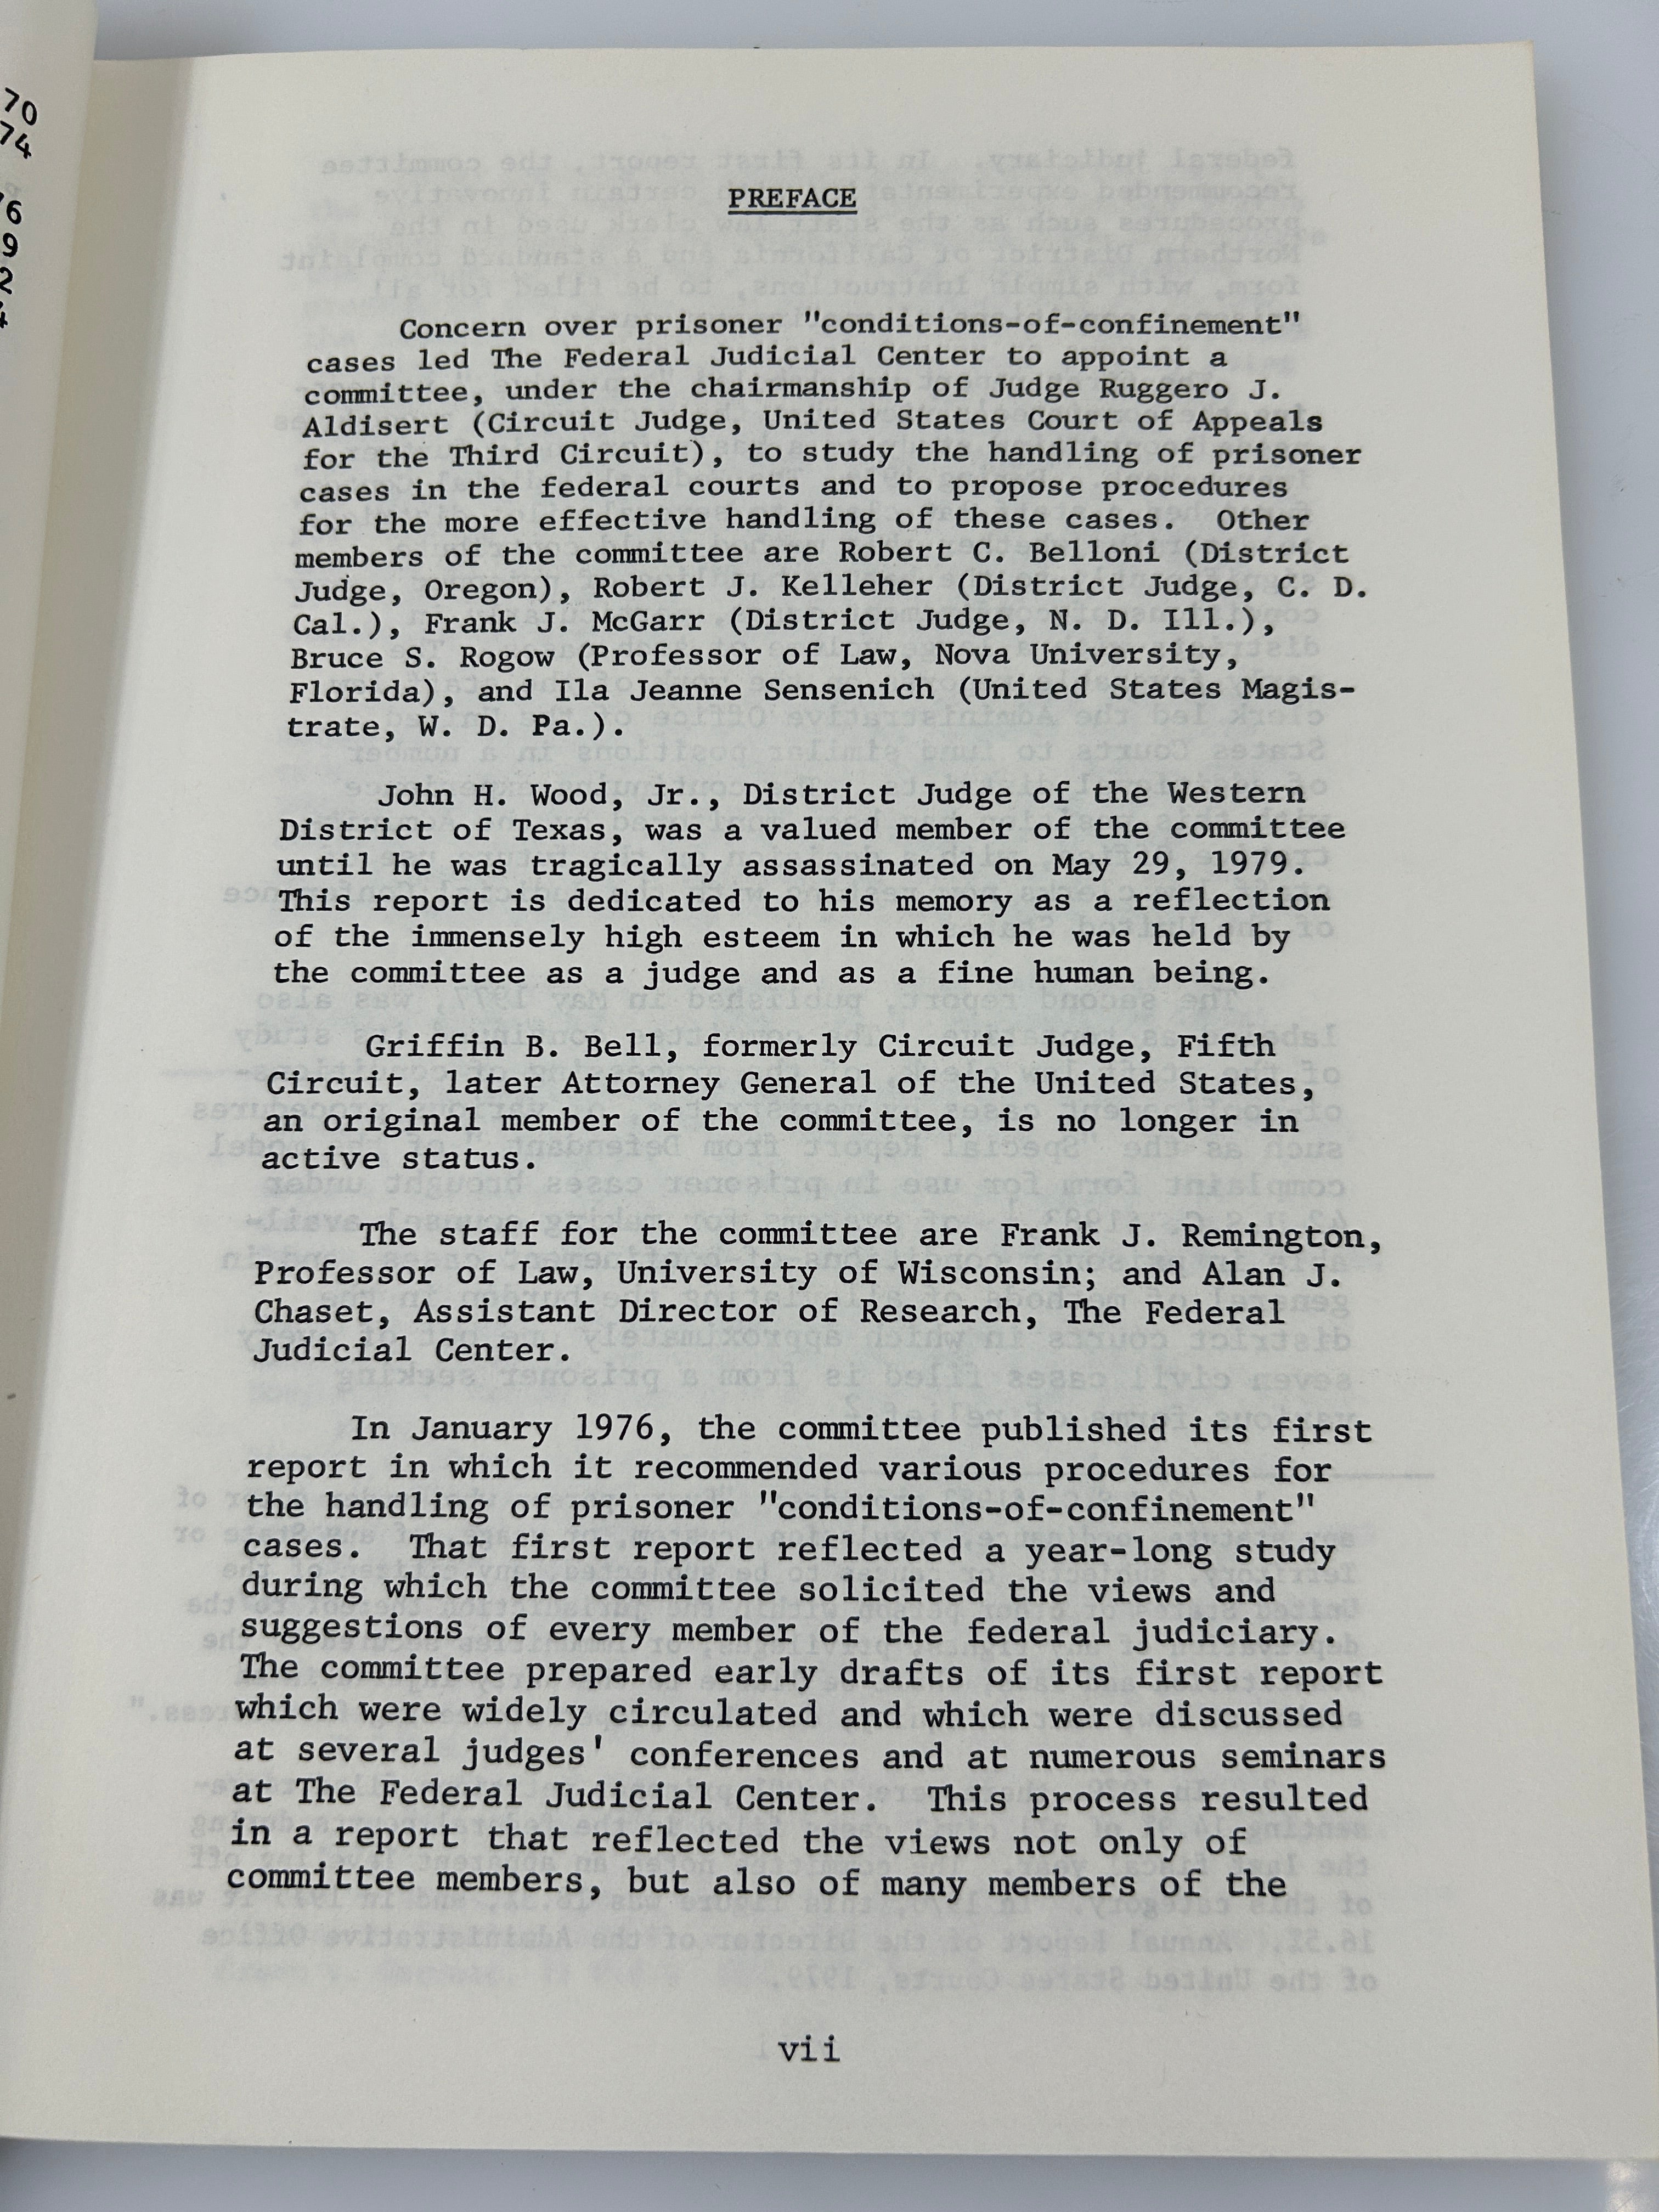 70
74
76
9
2
4
PREFACE
Concern over prisoner "conditions-of-confinement"
cases led The Federal Judicial Center to appoint a
committee, under the chairmanship of Judge Ruggero J.
Aldisert (Circuit Judge, United States Court of Appeals
for the Third Circuit), to study the handling of prisoner
cases in the federal courts and to propose procedures
for the more effective handling of these cases. Other
members of the committee are Robert C. Belloni (District
Judge, Oregon), Robert J. Kelleher (District Judge, C. D.
Cal.), Frank J. McGarr (District Judge, N. D. Ill.),
Bruce S. Rogow (Professor of Law, Nova University,
Florida), and Ila Jeanne Sensenich (United States Magis-
trate, W. D. Pa.).
John H. Wood, Jr., District Judge of the Western
District of Texas, was a valued member of the committee
until he was tragically assassinated on May 29, 1979.
This report is dedicated to his memory as a reflection
of the immensely high esteem in which he was held by
the committee as a judge and as a fine human being.
Griffin B. Bell, formerly Circuit Judge, Fifth
Circuit, later Attorney General of the United States,
an original member of the committee, is no longer in
active status.
The staff for the committee are Frank J. Remington,
Professor of Law, University of Wisconsin; and Alan J.
Chaset, Assistant Director of Research, The Federal
Judicial Center.
In January 1976, the committee published its first
report in which it recommended various procedures for
the handling of prisoner "conditions-of-confinement"
cases. That first report reflected a year-long study
during which the committee solicited the views and
suggestions of every member of the federal judiciary.
The committee prepared early drafts of its first report
which were widely circulated and which were discussed
at several judges' conferences and at numerous seminars
at The Federal Judicial Center. This process resulted
in a report that reflected the views not only of
committee members, but also of many members of the
vii